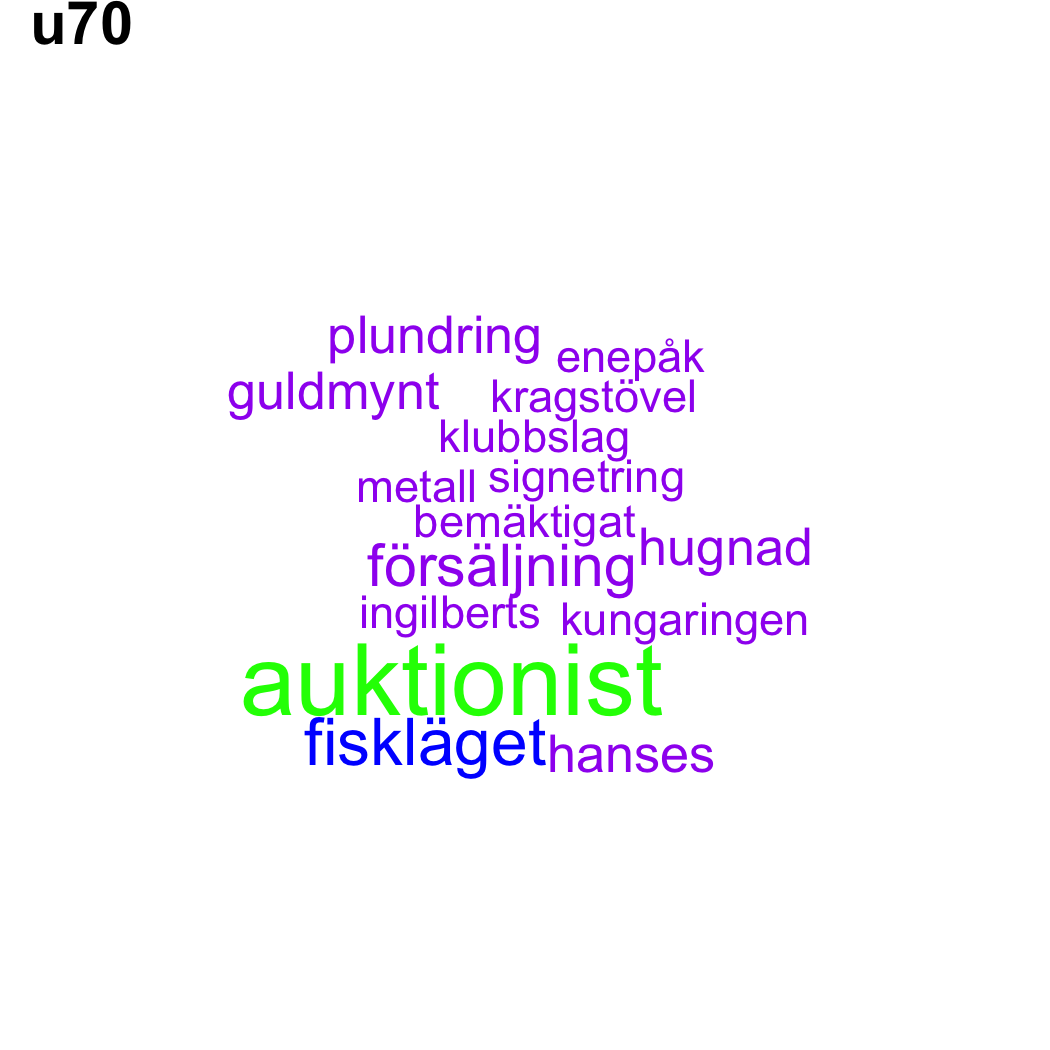 u70
plundring
enepåk
guldmynt
kragstövel
klubbslag
metall
signetring
bemäktigat
försäljning
hugnad
ingilberts
kungaringen
auktionist
fiskläget
hanses